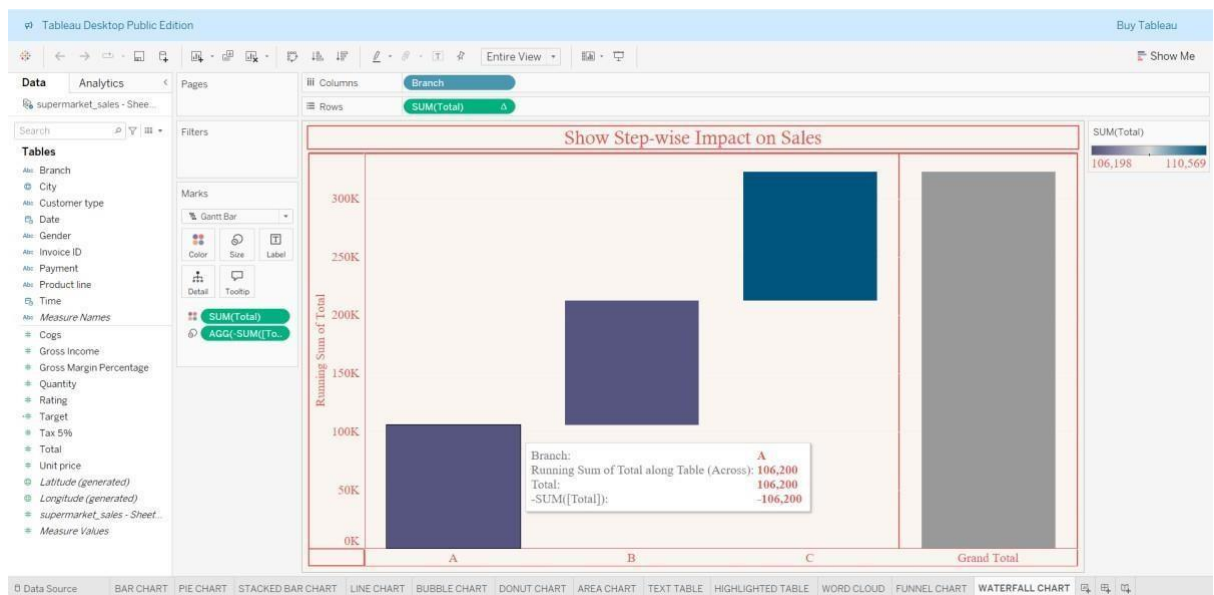 Tableau Desktop Public Edition
Buy Tableau
Entire View
Show Me
Data
Analytics
Pages
Columns
Branch
supermarket_sales - Shee...
Rows
SUM(Total)
Δ
Search
Filters
Show Step-wise Impact on Sales
SUM(Total)
106,198
110,569
Tables
Abc Branch
City
Abc Customer type
Date
Abc Gender
Abc Invoice ID
Abc Payment
Abc Product line
Time
Abc Measure Names
Cogs
Gross Income
Gross Margin Percentage
Quantity
Rating
Target
Tax 5%
Total
Unit price
Latitude (generated)
Longitude (generated)
supermarket_sales - Sheet...
Measure Values
Marks
Gantt Bar
Color
Size
Label
Detail
Tooltip
SUM(Total)
AGG(-SUM([To..
Running Sum of Total
300K
250K
200K
150K
100K
50K
0K
Branch: A
Running Sum of Total along Table (Across): 106,200
Total: 106,200
-SUM([Total]): -106,200
A
B
C
Grand Total
Data Source
BAR CHART
PIE CHART
STACKED BAR CHART
LINE CHART
BUBBLE CHART
DONUT CHART
AREA CHART
TEXT TABLE
HIGHLIGHTED TABLE
WORD CLOUD
FUNNEL CHART
WATERFALL CHART